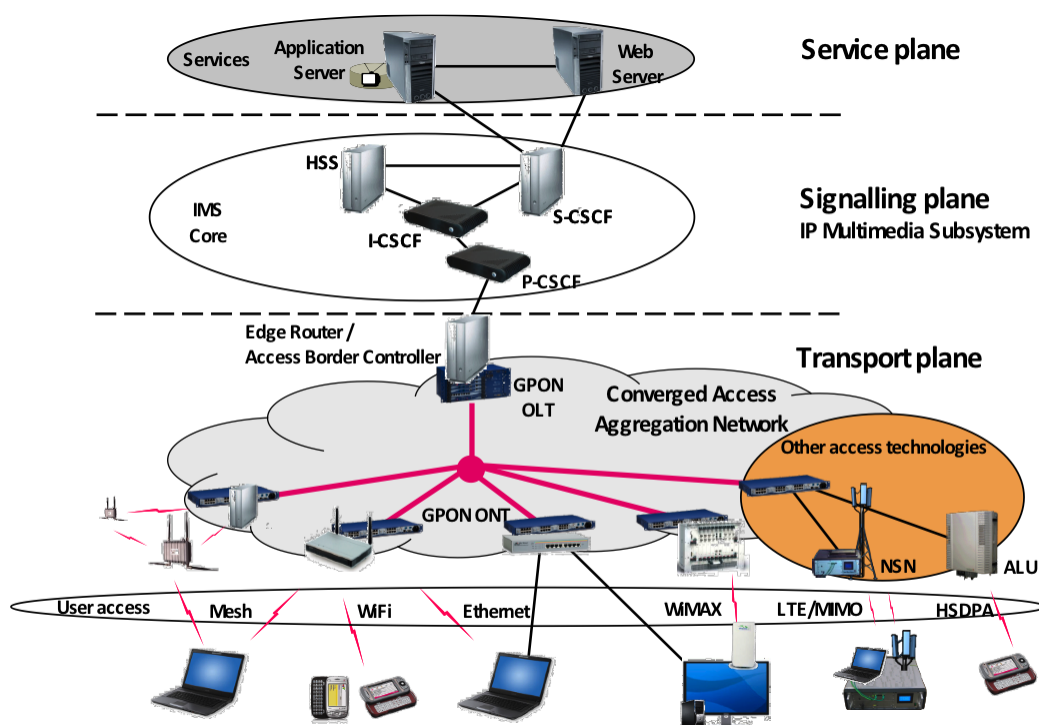 Services
Application
Server
Web
Server
Service plane
HSS
S-CSCF
IMS
Core
I-CSCF
P-CSCF
Signalling plane
IP Multimedia Subsystem
Edge Router /
Access Border Controller
Transport plane
GPON
OLT
Converged Access
Aggregation Network
Other access technologies
GPON ONT
NSN
ALU
User access
Mesh
WiFi
Ethernet
WiMAX
LTE/MIMO
HSDPA